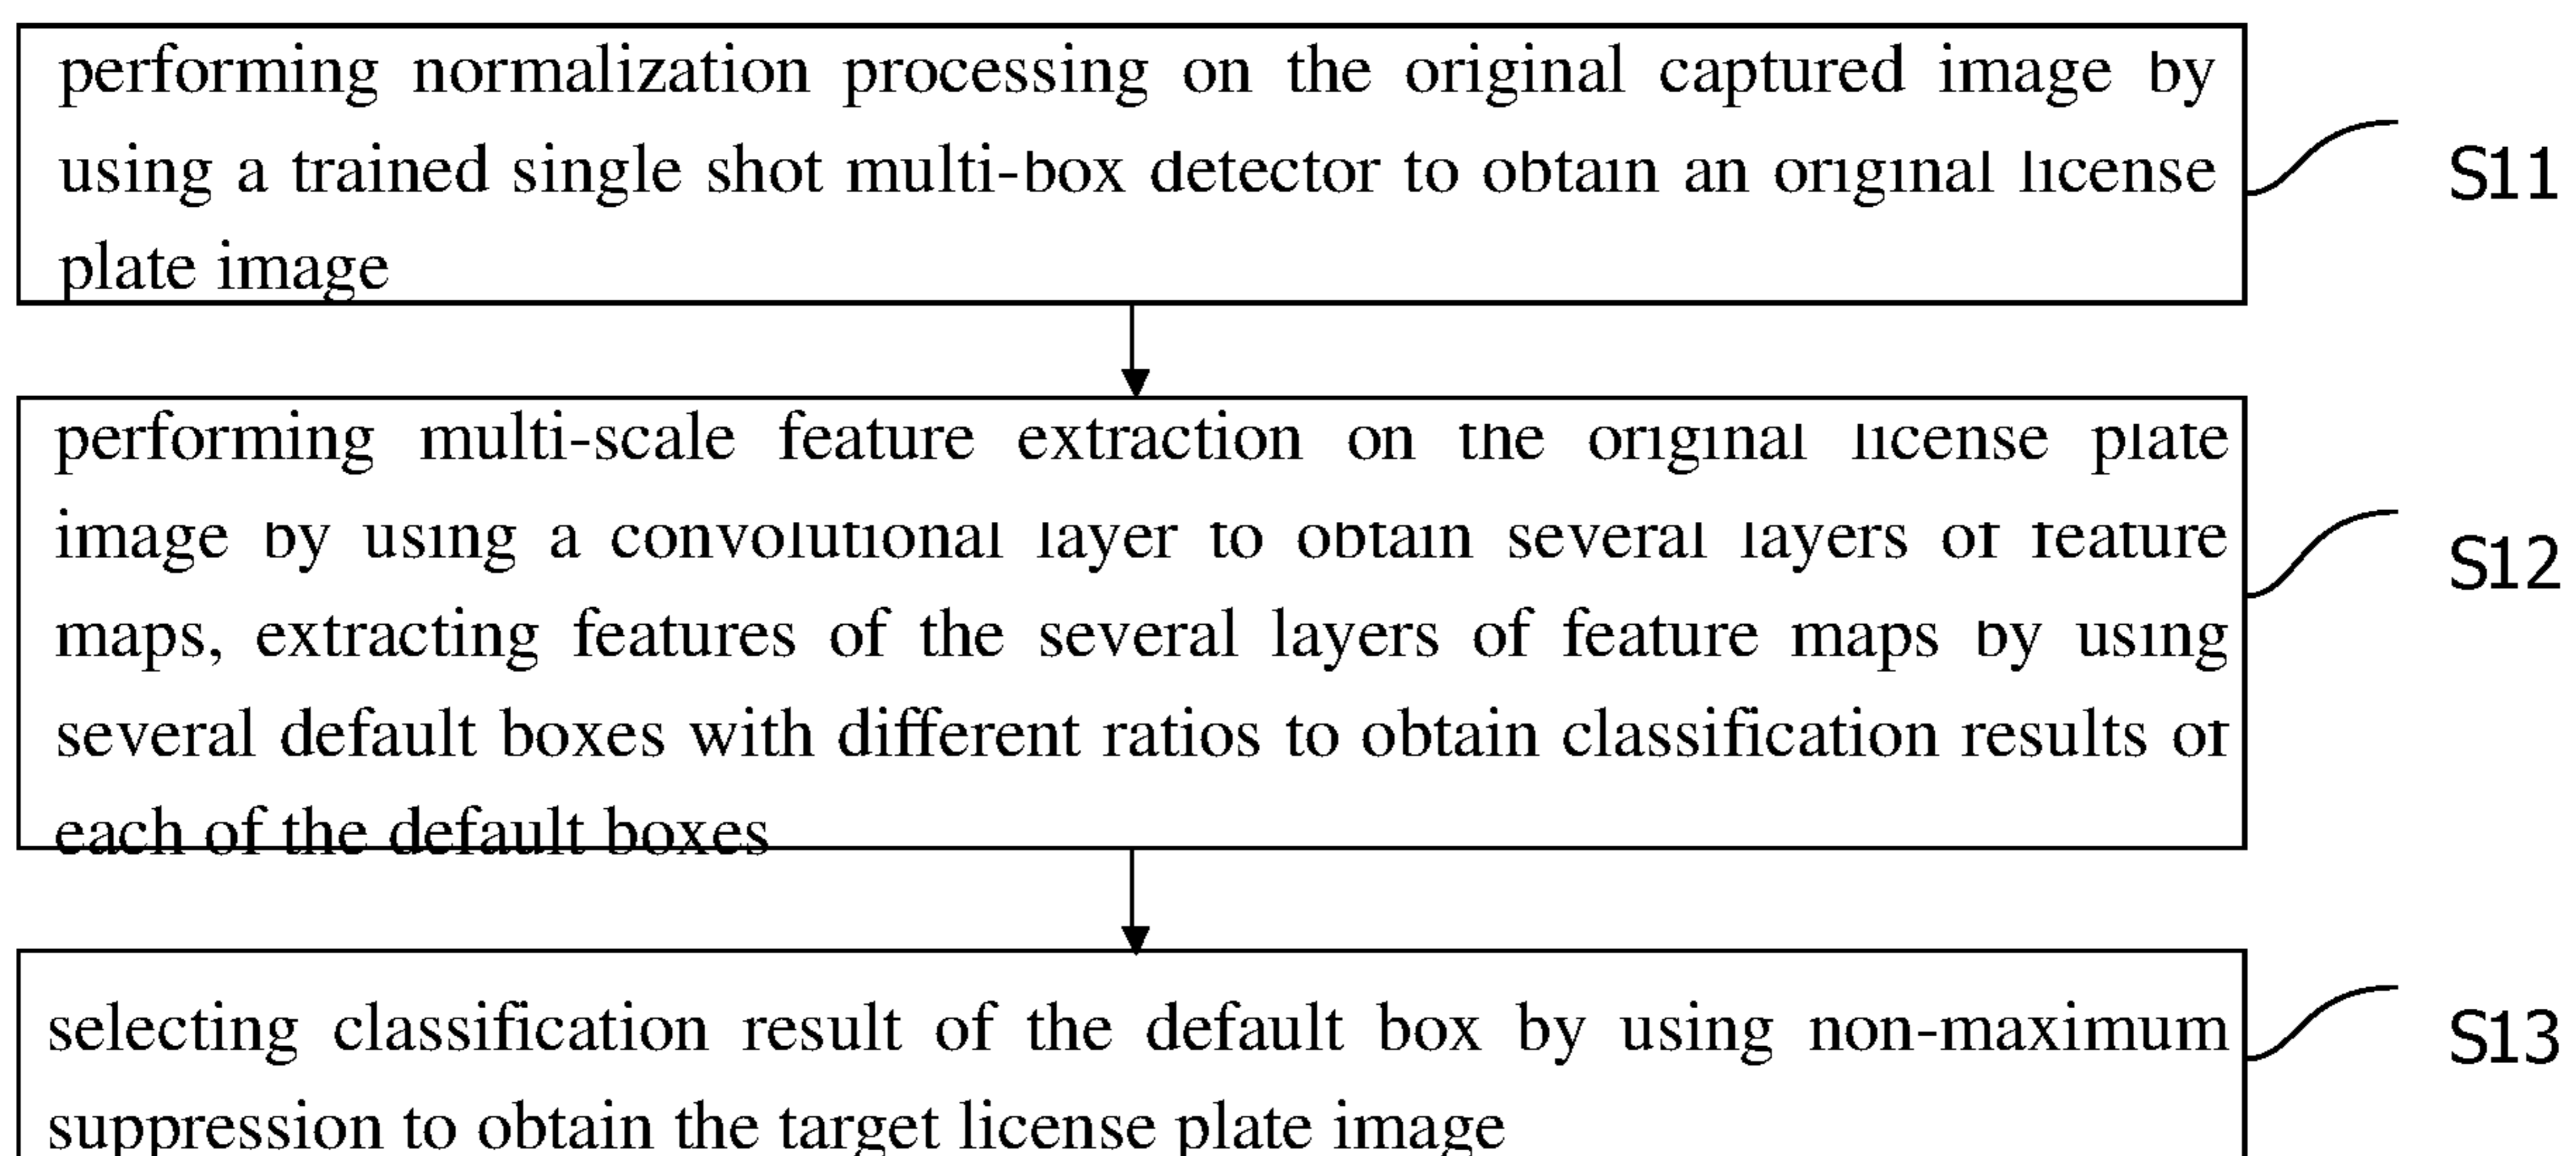 performing normalization processing on the original captured image by
using a trained single shot multi-box detector to obtain an original license
plate image
S11
performing multi-scale feature extraction on the original license plate
image by using a convolutional layer to obtain several layers of feature
maps, extracting features of the several layers of feature maps by using
several default boxes with different ratios to obtain classification results of
each of the default boxes
S12
selecting classification result of the default box by using non-maximum
suppression to obtain the target license plate image
S13